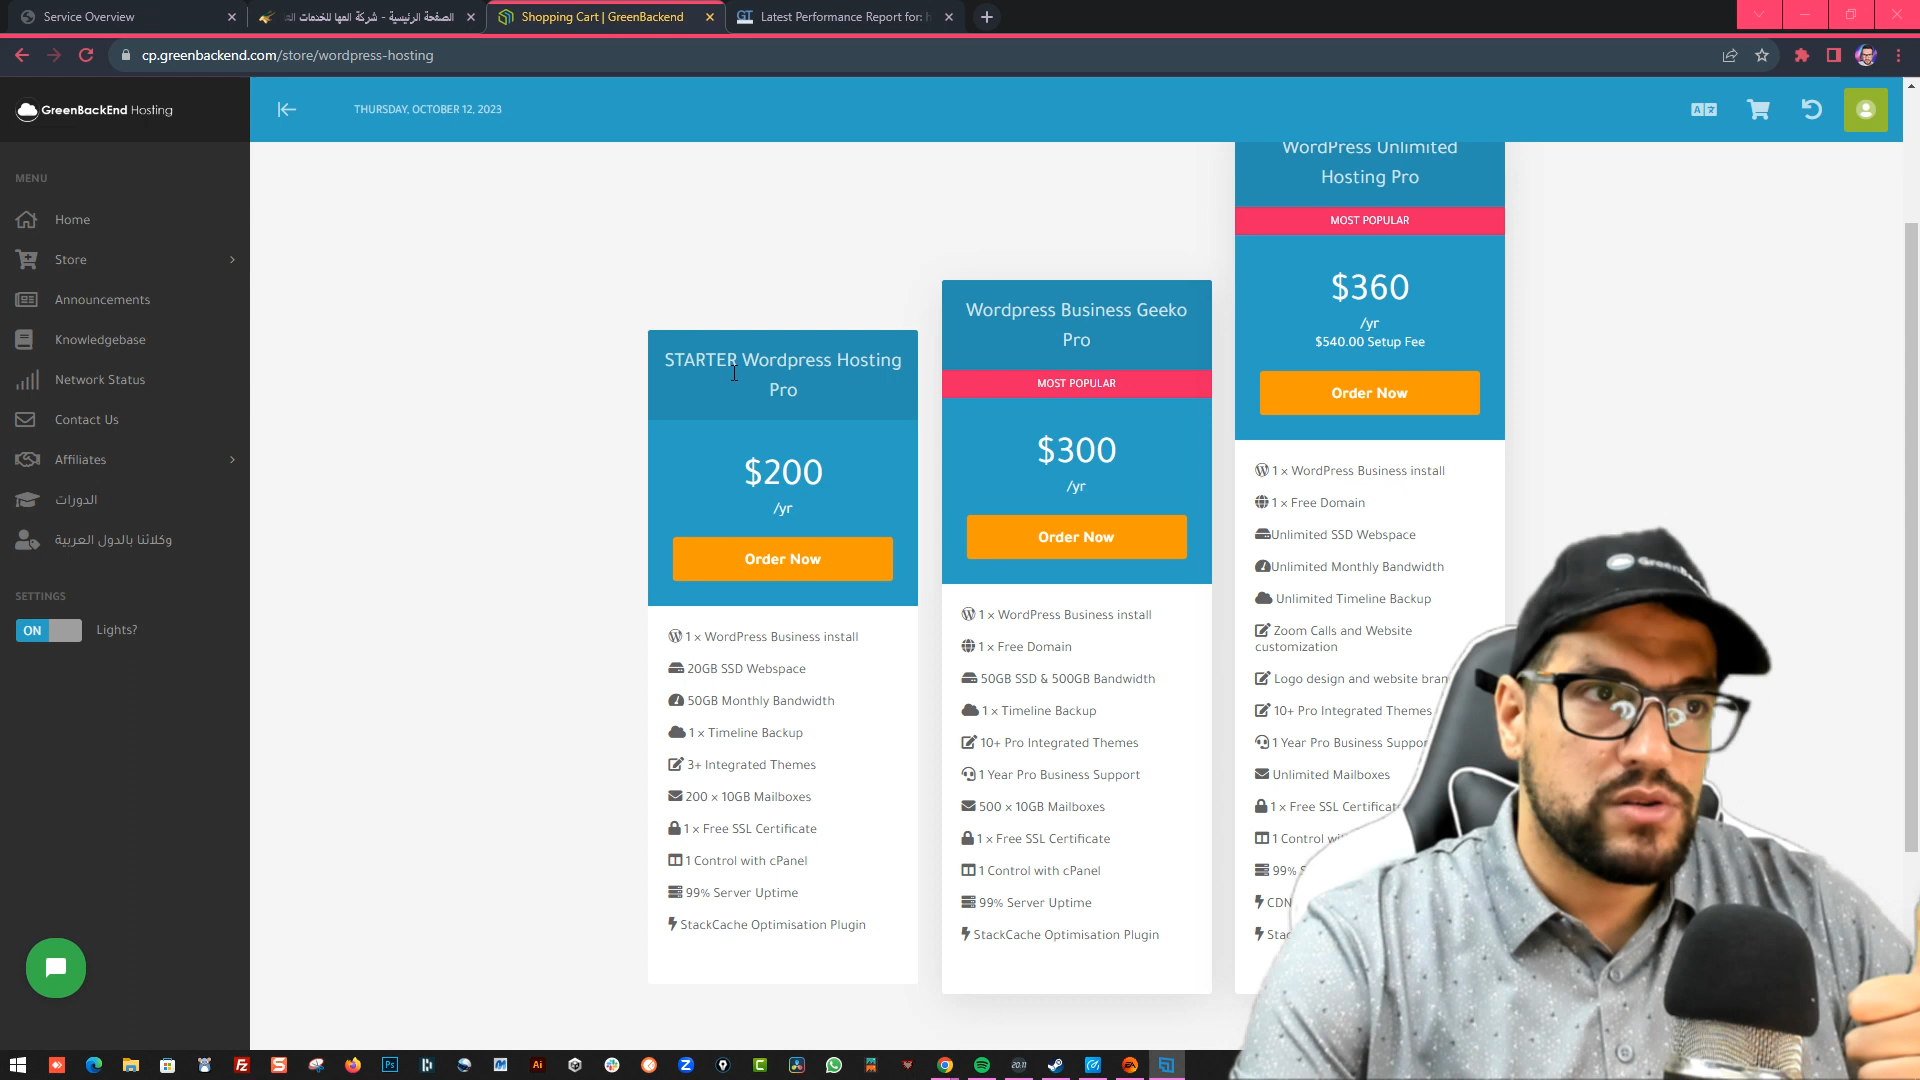 Service Overview
الصفحة الرئيسية - شركة المها للخدمات
Shopping Cart | GreenBackend
GT Latest Performance Report for:
cp.greenbackend.com/store/wordpress-hosting
GreenBackEnd Hosting
THURSDAY, OCTOBER 12, 2023
MENU
Home
Store
Announcements
Knowledgebase
Network Status
Contact Us
Affiliates
الدورات
وكلائنا بالدول العربية
SETTINGS
ON Lights?
STARTER Wordpress Hosting
Pro
$200
/yr
Order Now
1 x WordPress Business install
20GB SSD Webspace
50GB Monthly Bandwidth
1 x Timeline Backup
3+ Integrated Themes
200 x 10GB Mailboxes
1 x Free SSL Certificate
1 Control with cPanel
99% Server Uptime
StackCache Optimisation Plugin
Wordpress Business Geeko
Pro
MOST POPULAR
$300
/yr
Order Now
1 x WordPress Business install
1 x Free Domain
50GB SSD & 500GB Bandwidth
1 x Timeline Backup
10+ Pro Integrated Themes
1 Year Pro Business Support
500 x 10GB Mailboxes
1 x Free SSL Certificate
1 Control with cPanel
99% Server Uptime
StackCache Optimisation Plugin
WordPress Unlimited
Hosting Pro
MOST POPULAR
$360
/yr
$540.00 Setup Fee
Order Now
1 x WordPress Business install
1 x Free Domain
Unlimited SSD Webspace
Unlimited Monthly Bandwidth
Unlimited Timeline Backup
Zoom Calls and Website
customization
Logo design and website bran
10+ Pro Integrated Themes
1 Year Pro Business Suppor
Unlimited Mailboxes
1 x Free SSL Certificat
1 Control wi
99%
CDN
Stac